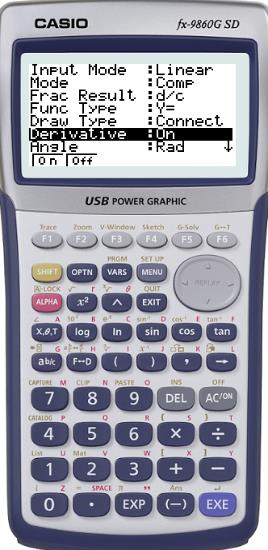 CASIO fx-9860G SD
Input Mode :Linear
Mode :Comp
Frac Result :d/c
Func Type :Y=
Draw Type :Connect
Derivative :On
Angle :Rad ↓
On Off
USB POWER GRAPHIC
Trace Zoom V-Window Sketch G-Solv G↔T
F1 F2 F3 F4 F5 F6
PRGM SET UP
SHIFT OPTN VARS MENU REPLAY
A-LOCK √ θ QUIT
ALPHA x² ^ EXIT
A B C D E F
X,θ,T log ln sin cos tan
G H I J K L
ab/c F↔D ( ) , →
CAPTURE M CLIP N PASTE O INS OFF
7 8 9 DEL AC/ON
CATALOG P Q R S T
4 5 6 × ÷
List U Mat V W X Y
1 2 3 + −
Z SPACE π " Ans
0 . EXP (−) EXE